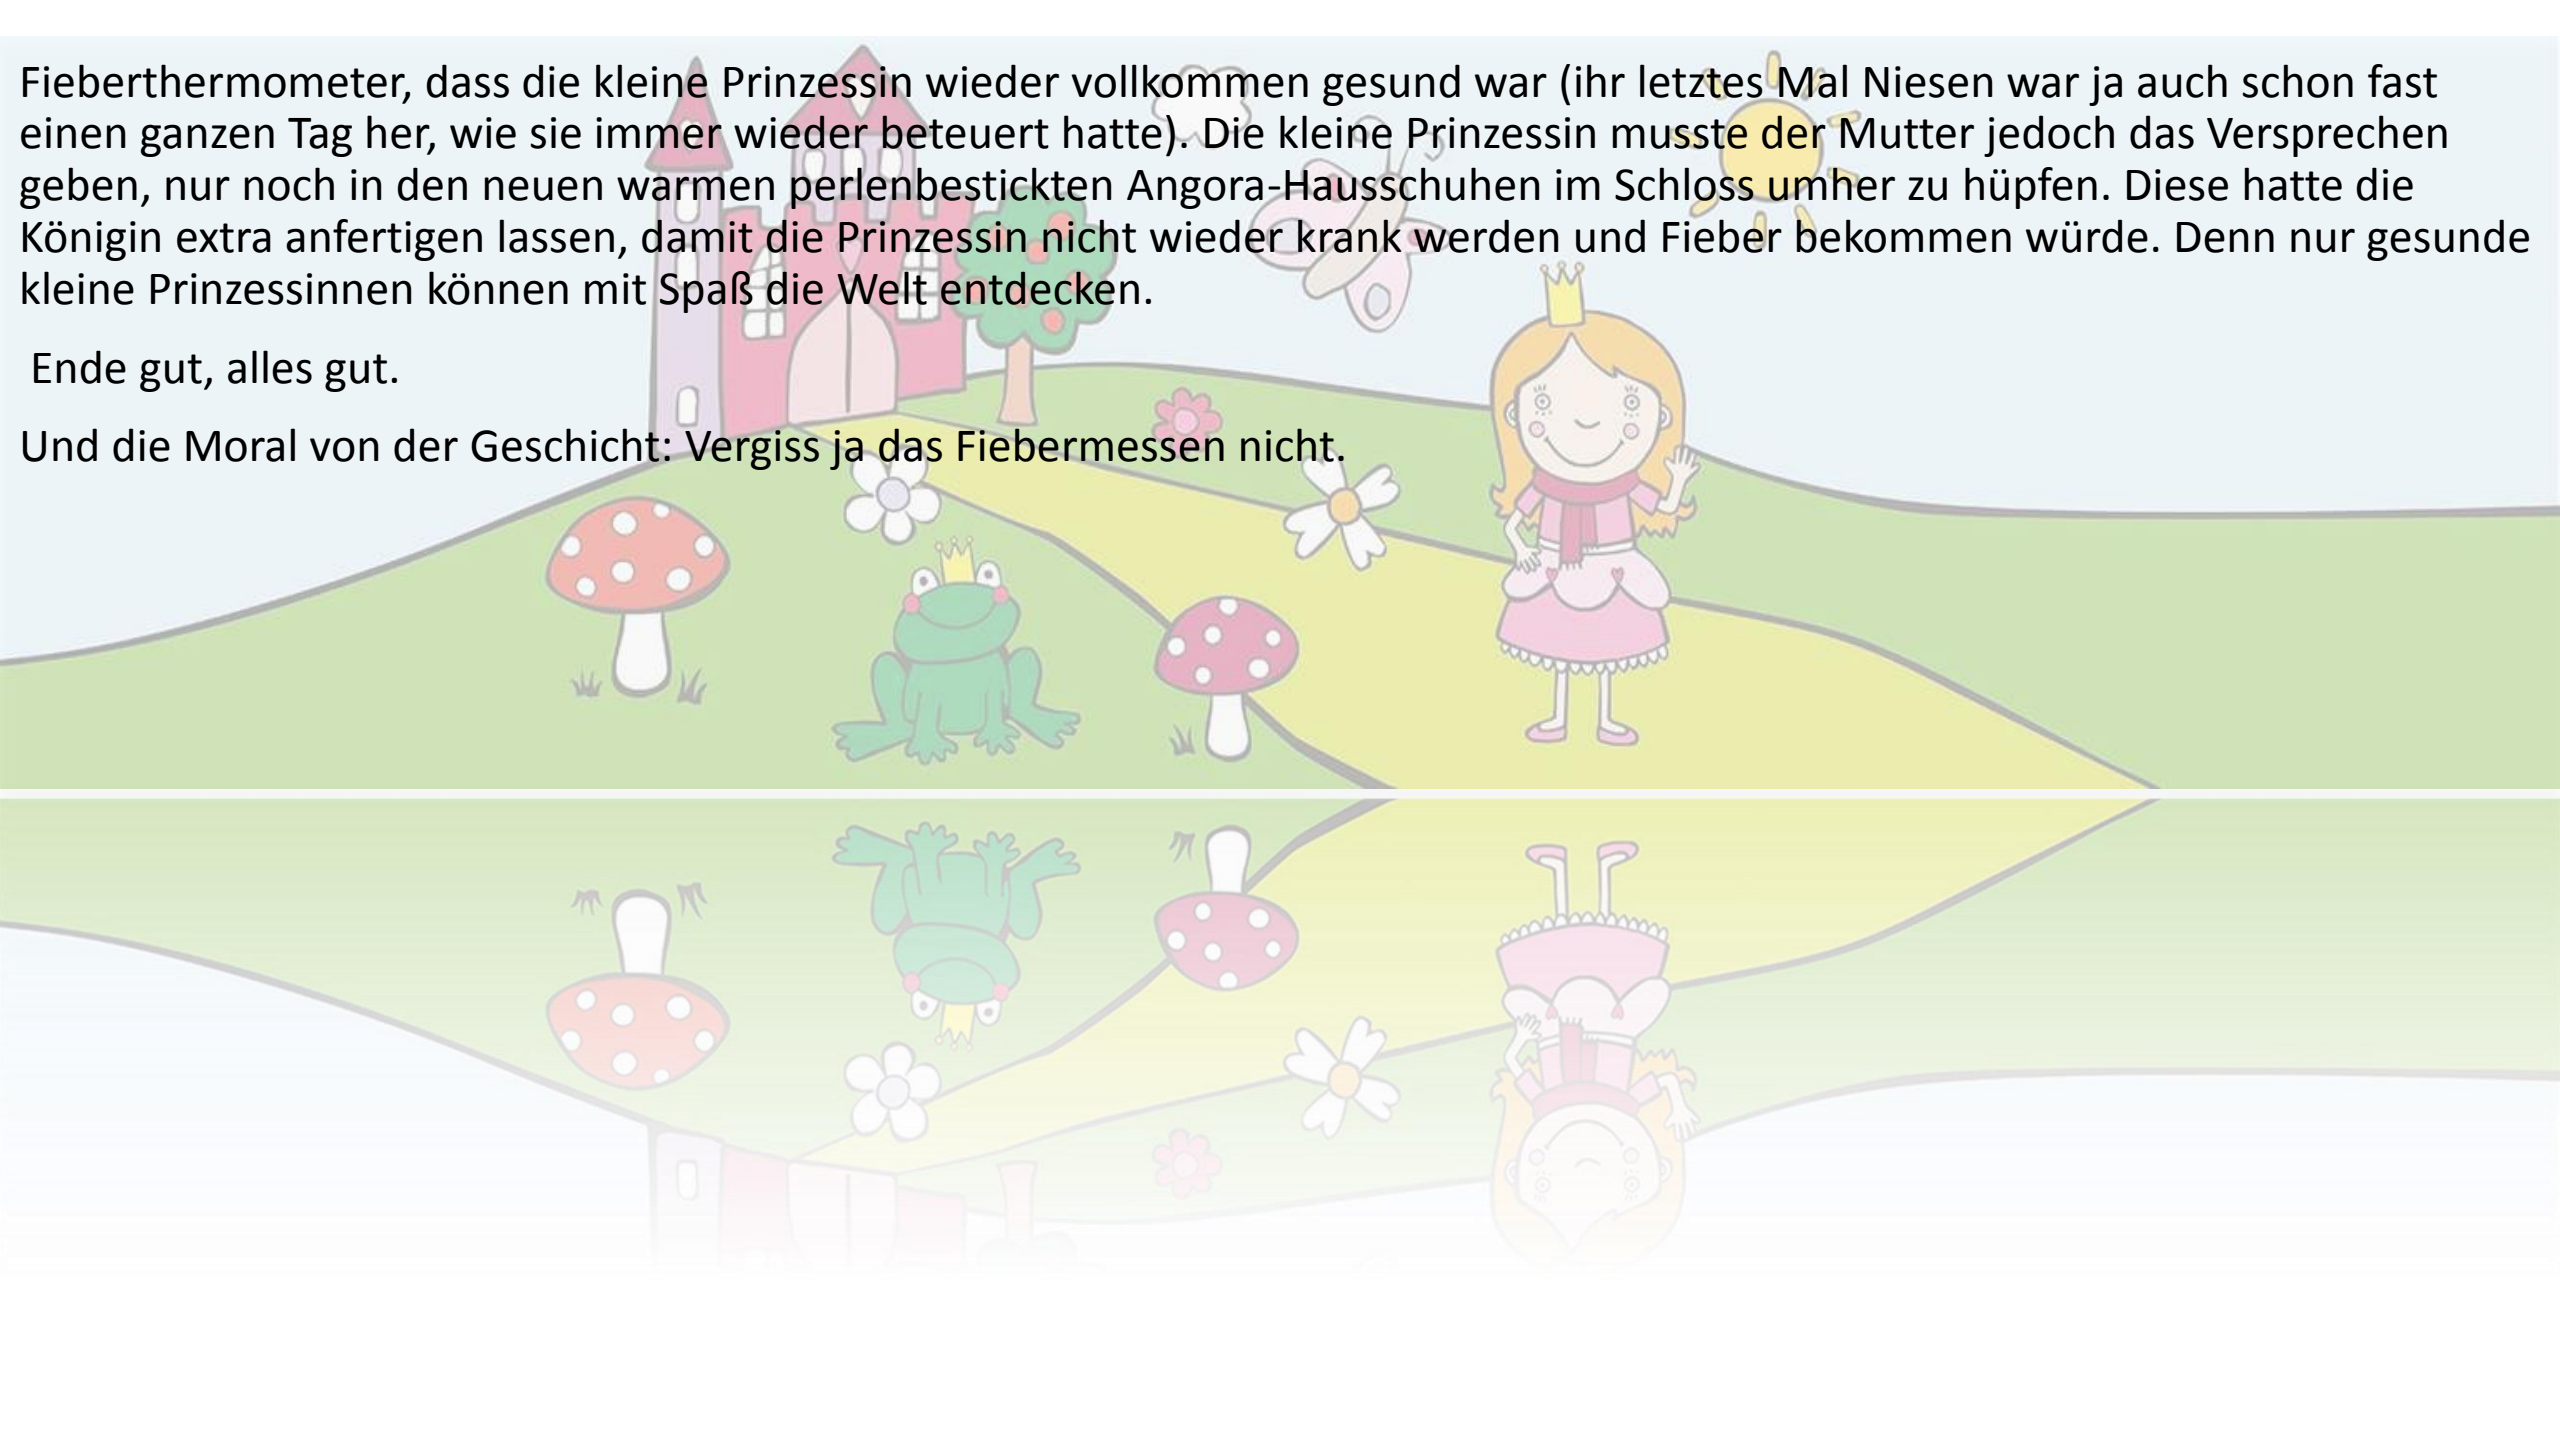 Fieberthermometer, dass die kleine Prinzessin wieder vollkommen gesund war (ihr letztes Mal Niesen war ja auch schon fast
einen ganzen Tag her, wie sie immer wieder beteuert hatte). Die kleine Prinzessin musste der Mutter jedoch das Versprechen
geben, nur noch in den neuen warmen perlenbestickten Angora-Hausschuhen im Schloss umher zu hüpfen. Diese hatte die
Königin extra anfertigen lassen, damit die Prinzessin nicht wieder krank werden und Fieber bekommen würde. Denn nur gesunde
kleine Prinzessinnen können mit Spaß die Welt entdecken.
Ende gut, alles gut.
Und die Moral von der Geschicht: Vergiss ja das Fiebermessen nicht.